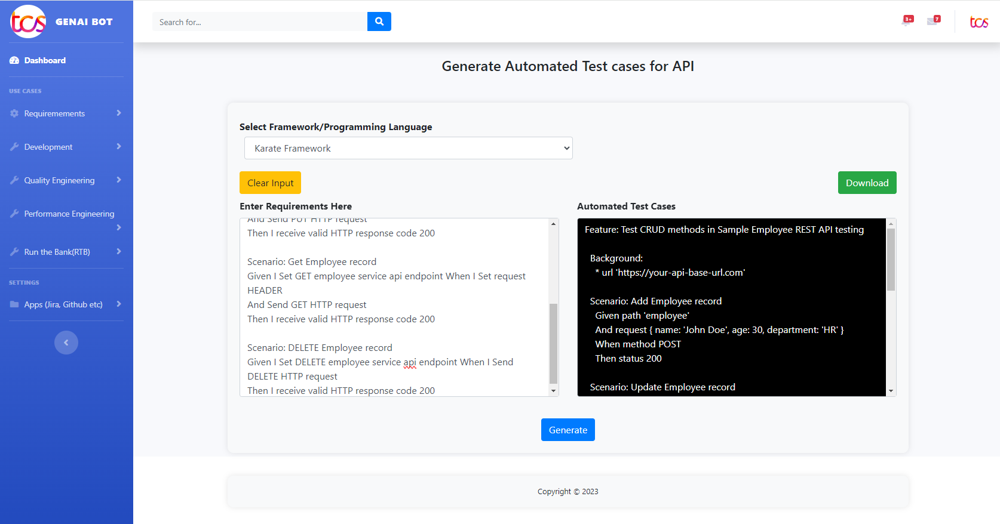 tcs GENAI BOT
Search for...
3+
7
tcs
Dashboard
USE CASES
Requiremements
Development
Quality Engineering
Performance Engineering
Run the Bank(RTB)
SETTINGS
Apps (Jira, Github etc)
Generate Automated Test cases for API
Select Framework/Programming Language
Karate Framework
Clear Input
Download
Enter Requirements Here
And Send PUT HTTP request
Then I receive valid HTTP response code 200
Scenario: Get Employee record
Given I Set GET employee service api endpoint When I Set request
HEADER
And Send GET HTTP request
Then I receive valid HTTP response code 200
Scenario: DELETE Employee record
Given I Set DELETE employee service api endpoint When I Send
DELETE HTTP request
Then I receive valid HTTP response code 200
Automated Test Cases
Feature: Test CRUD methods in Sample Employee REST API testing
Background:
* url 'https://your-api-base-url.com'
Scenario: Add Employee record
Given path 'employee'
And request { name: 'John Doe', age: 30, department: 'HR' }
When method POST
Then status 200
Scenario: Update Employee record
Generate
Copyright © 2023